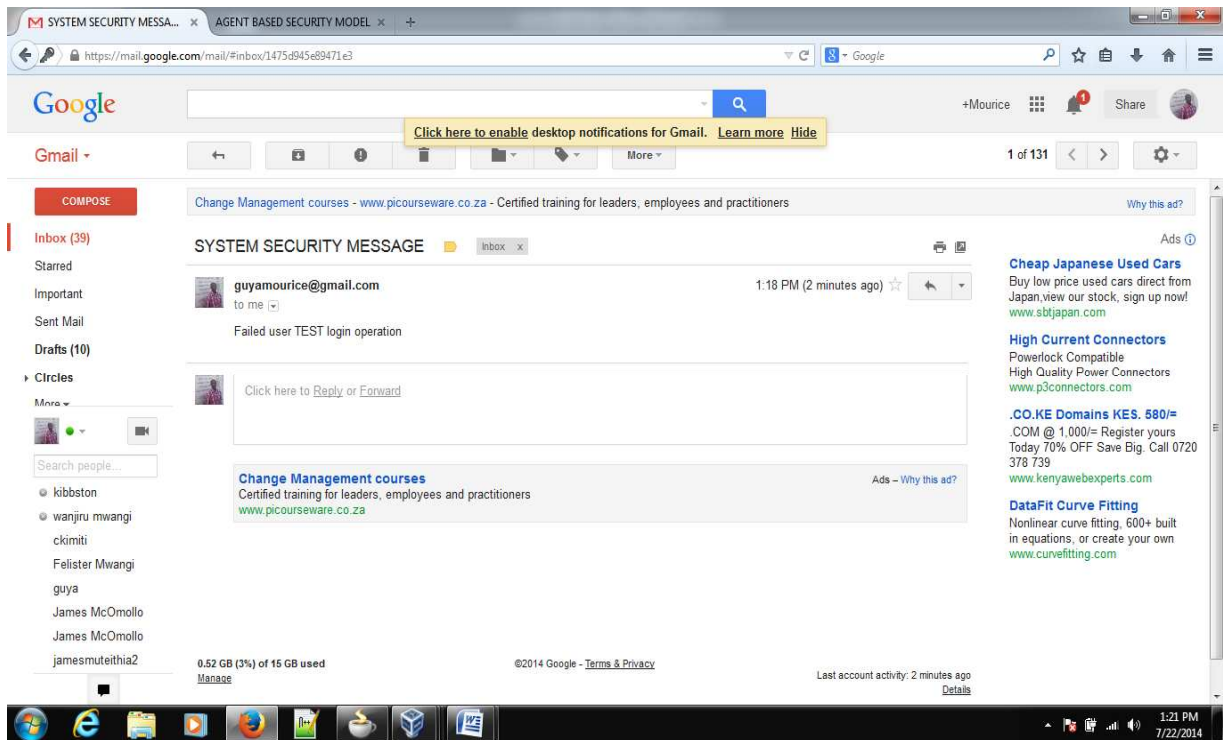 SYSTEM SECURITY MESSA... ×
AGENT BASED SECURITY MODEL ×
https://mail.google.com/mail/#inbox/1475d945e89471e3
Google
Google
+Mourice
1
Share
Click here to enable desktop notifications for Gmail. Learn more Hide
Gmail
More
1 of 131
COMPOSE
Change Management courses - www.picourseware.co.za - Certified training for leaders, employees and practitioners
Why this ad?
Inbox (39)
Starred
Important
Sent Mail
Drafts (10)
Circles
More
Search people...
kibbston
wanjiru mwangi
ckimiti
Felister Mwangi
guya
James McOmollo
James McOmollo
jamesmuteithia2
SYSTEM SECURITY MESSAGE
Inbox x
guyamourice@gmail.com
1:18 PM (2 minutes ago)
to me
Failed user TEST login operation
Click here to Reply or Forward
Change Management courses
Ads – Why this ad?
Certified training for leaders, employees and practitioners
www.picourseware.co.za
Ads
Cheap Japanese Used Cars
Buy low price used cars direct from
Japan,view our stock, sign up now!
www.sbtjapan.com
High Current Connectors
Powerlock Compatible
High Quality Power Connectors
www.p3connectors.com
.CO.KE Domains KES. 580/=
.COM @ 1,000/= Register yours
Today 70% OFF Save Big. Call 0720
378 739
www.kenyawebexperts.com
DataFit Curve Fitting
Nonlinear curve fitting, 600+ built
in equations, or create your own
www.curvefitting.com
0.52 GB (3%) of 15 GB used
Manage
©2014 Google - Terms & Privacy
Last account activity: 2 minutes ago
Details
1:21 PM
7/22/2014